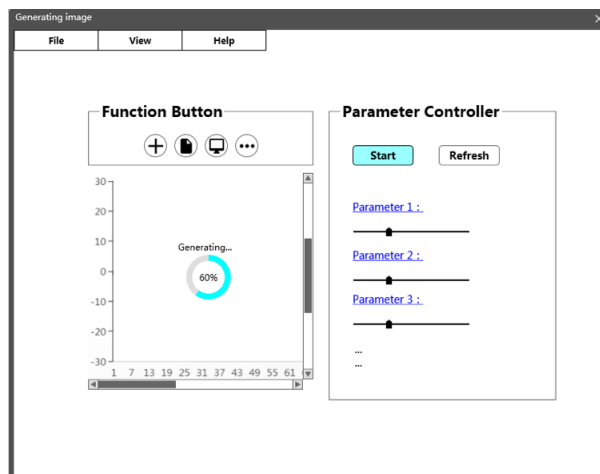 Generating image
File View Help
Function Button
Parameter Controller
Start Refresh
Parameter 1：
Parameter 2：
Parameter 3：
...
...
30
20
10
0
-10
-20
-30
Generating...
60%
1 7 13 19 25 31 37 43 49 55 61